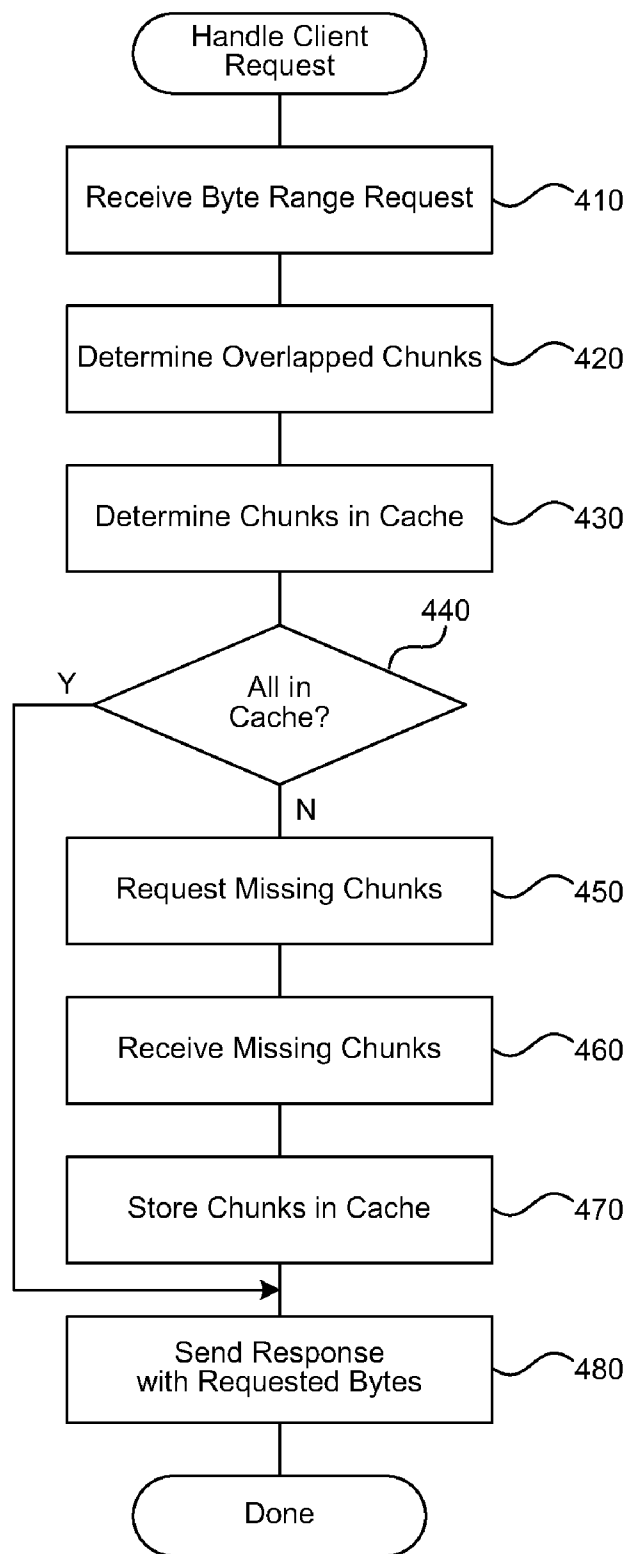 Handle Client
Request
Receive Byte Range Request
410
Determine Overlapped Chunks
420
Determine Chunks in Cache
430
440
Y
All in
Cache?
N
Request Missing Chunks
450
Receive Missing Chunks
460
Store Chunks in Cache
470
Send Response
with Requested Bytes
480
Done